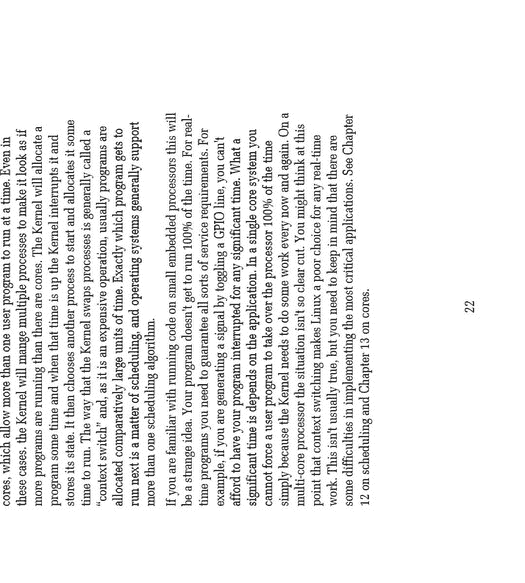 cores, which allow more than one user program to run at a time. Even in
these cases. the Kernel will mange multiple processes to make it look as if
more programs are running than there are cores. The Kernel will allocate a
program some time and when that time is up the Kernel interrupts it and
stores its state. It then chooses another process to start and allocates it some
time to run. The way that the Kernel swaps processes is generally called a
"context switch" and, as it is an expensive operation, usually programs are
allocated comparatively large units of time. Exactly which program gets to
run next is a matter of scheduling, and operating systems generally support
more than one scheduling algorithm.
If you are familiar with running code on small embedded processors this will
be a strange idea. Your program doesn't get to run 100% of the time. For real-
time programs you need to guarantee all sorts of service requirements. For
example, if you are generating a signal by toggling a GPIO line, you can't
afford to have your program interrupted for any significant time. What a
significant time is depends on the application. In a single core system you
cannot force a user program to take over the processor 100% of the time
simply because the Kernel needs to do some work every now and again. On a
multi-core processor the situation isn't so clear cut. You might think at this
point that context switching makes Linux a poor choice for any real-time
work. This isn't usually true, but you need to keep in mind that there are
some difficulties in implementing the most critical applications. See Chapter
12 on scheduling and Chapter 13 on cores.
22